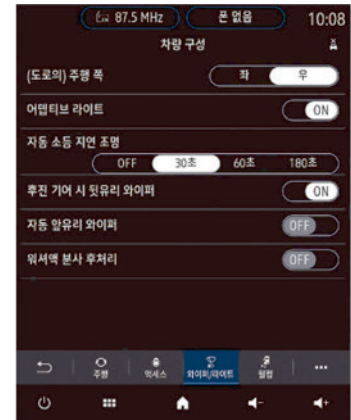 87.5 MHz 폰 없음 10:08
차량 구성
(도로의) 주행 폭 좌 우
어댑티브 라이트 ON
자동 소등 지연 조명
OFF 30초 60초 180초
후진 기어 시 뒷유리 와이퍼 ON
자동 앞유리 와이퍼 OFF
워셔액 분사 후처리 OFF
주행 억세스 와이퍼/라이트 웰컴